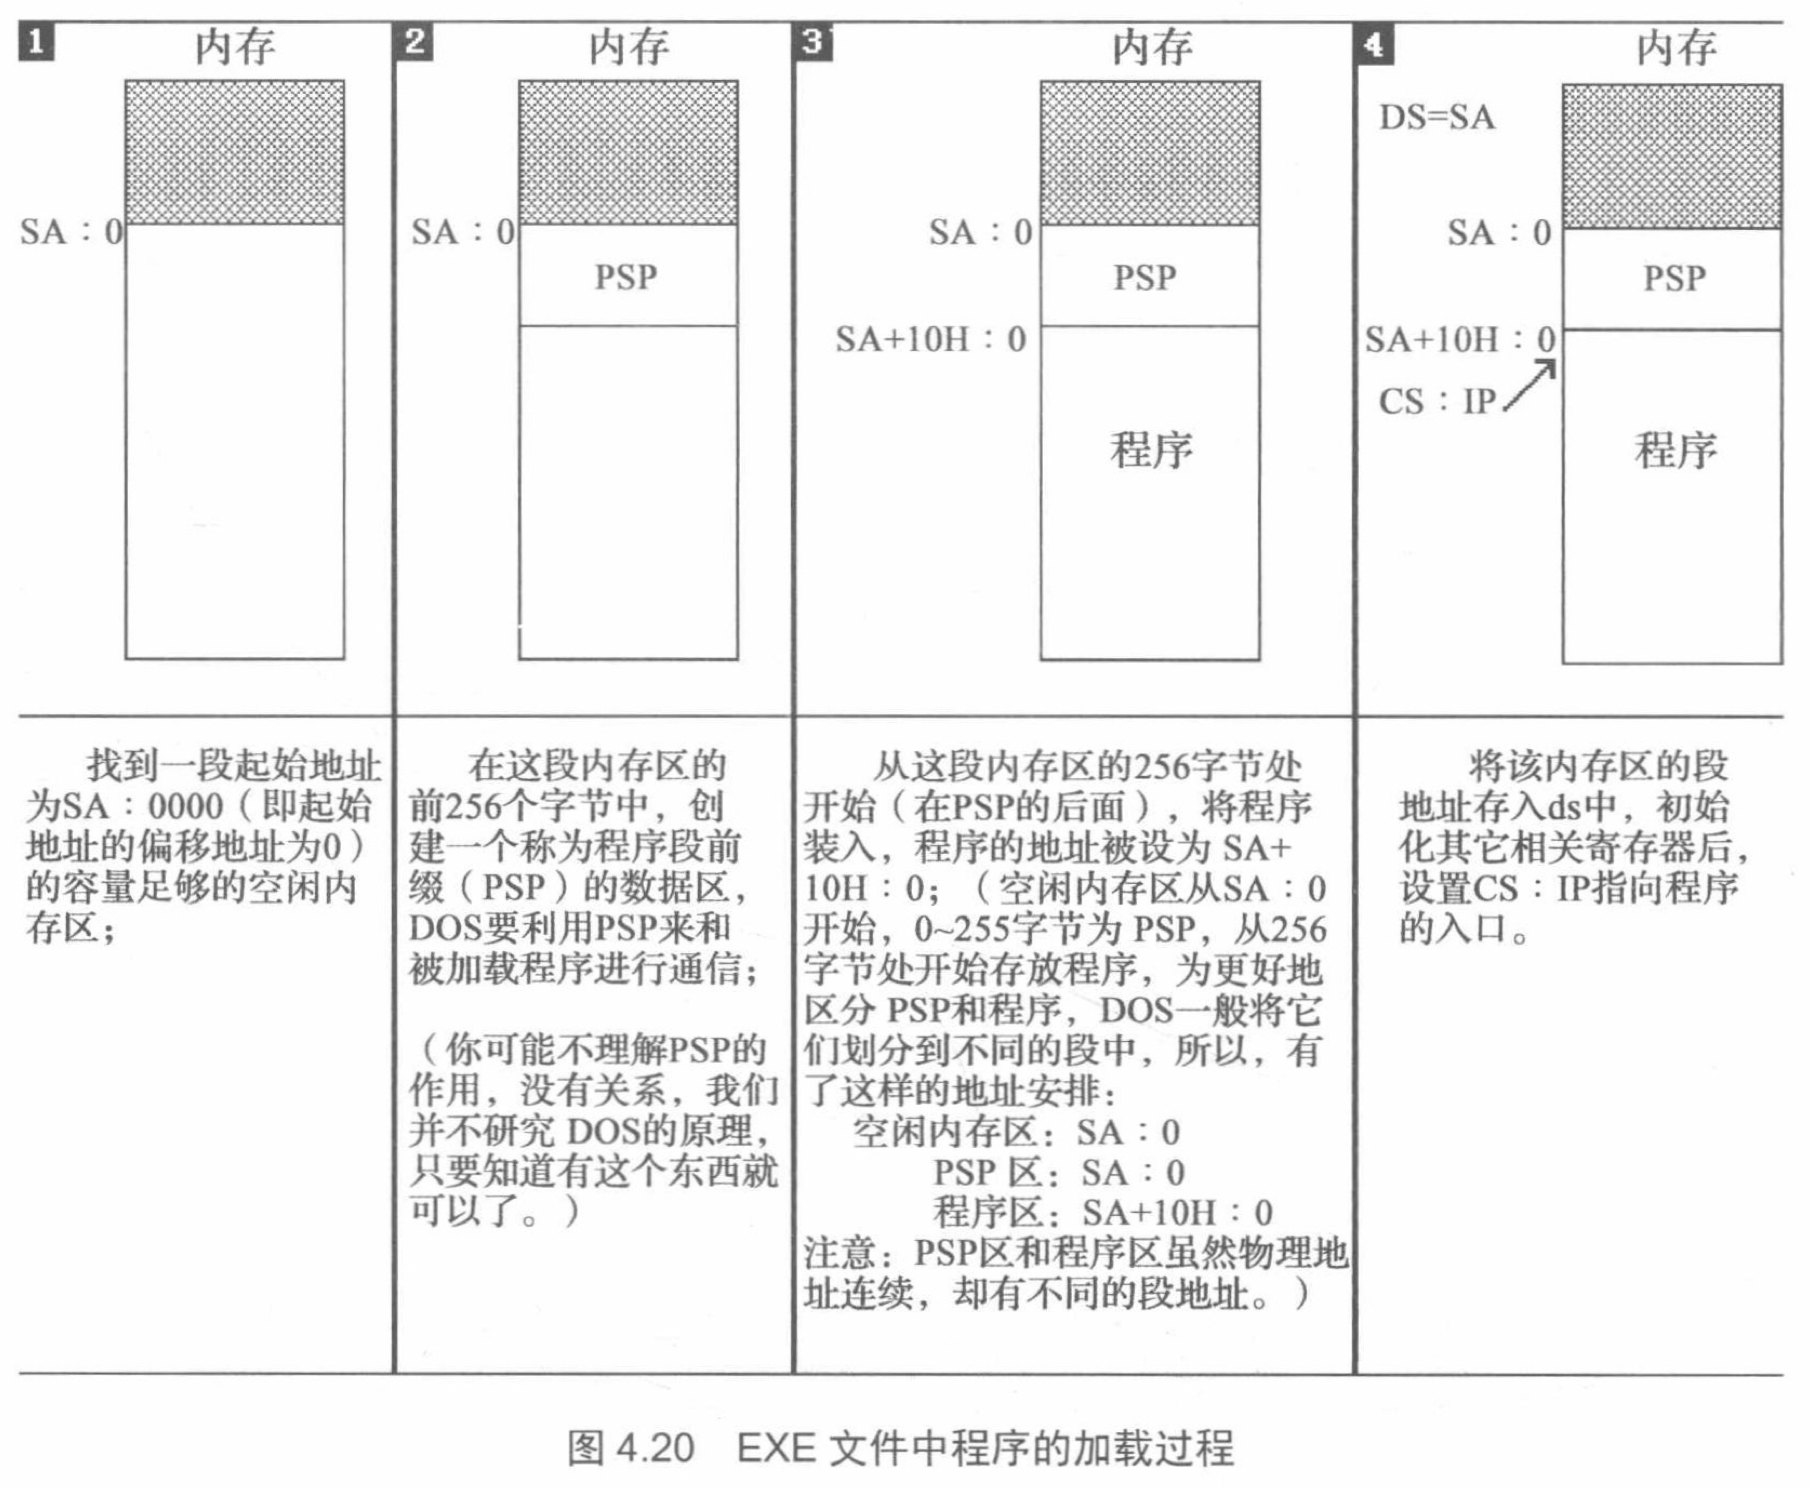 1
内存
SA：0
2
内存
SA：0
PSP
3
内存
SA：0
PSP
SA+10H：0
程序
4
内存
DS=SA
SA：0
PSP
SA+10H：0
CS：IP
程序
找到一段起始地址
为SA：0000（即起始
地址的偏移地址为0）
的容量足够的空闲内
存区；
在这段内存区的
前256个字节中，创
建一个称为程序段前
缀（PSP）的数据区，
DOS要利用PSP来和
被加载程序进行通信；
（你可能不理解PSP的
作用，没有关系，我们
并不研究 DOS的原理，
只要知道有这个东西就
可以了。）
从这段内存区的256字节处
开始（在PSP的后面），将程序
装入，程序的地址被设为 SA+
10H：0；（空闲内存区从SA：0
开始，0~255字节为 PSP，从256
字节处开始存放程序，为更好地
区分 PSP和程序，DOS一般将它
们划分到不同的段中，所以，有
了这样的地址安排：
空闲内存区：SA：0
PSP 区：SA：0
程序区：SA+10H：0
注意：PSP区和程序区虽然物理地
址连续，却有不同的段地址。）
将该内存区的段
地址存入ds中，初始
化其它相关寄存器后，
设置CS：IP指向程序
的入口。
图 4.20 EXE 文件中程序的加载过程